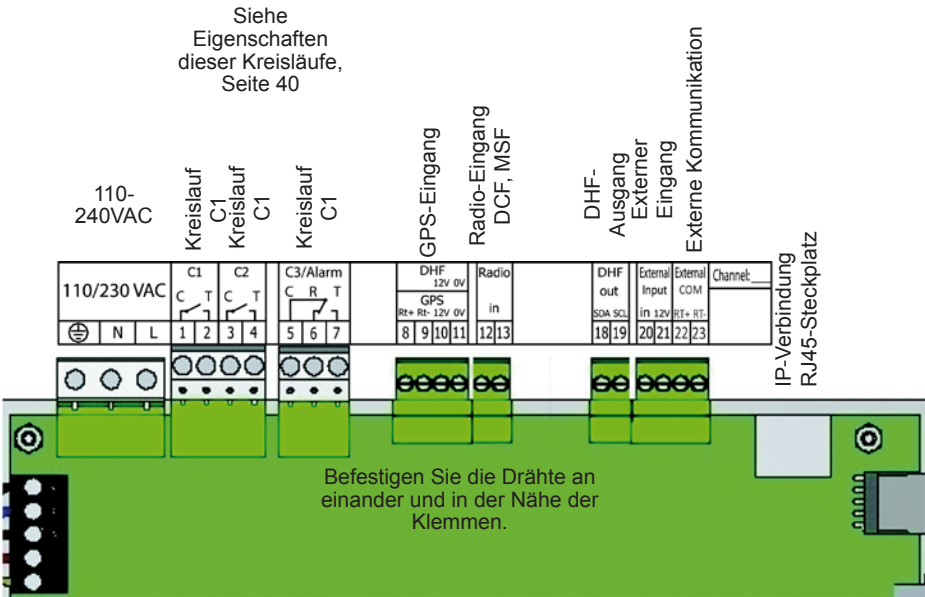 Siehe
Eigenschaften
dieser Kreisläufe,
Seite 40
110-
240VAC
Kreislauf
C1
Kreislauf
C1
Kreislauf
C1
GPS-Eingang
Radio-Eingang
DCF, MSF
DHF-
Ausgang
Externer
Eingang
Externe Kommunikation
IP-Verbindung
RJ45-Steckplatz
110/230 VAC
N L
C1
C T
1 2
C2
C T
3 4
C3/Alarm
C R T
5 6 7
DHF
12V 0V
GPS
Rt+ Rt- 12V 0V
8 9 10 11
Radio
in
12 13
DHF
out
SDA SCL
18 19
External
Input
in 12V
20 21
External
COM
RT+ RT-
22 23
Channel:___
Befestigen Sie die Drähte an
einander und in der Nähe der
Klemmen.